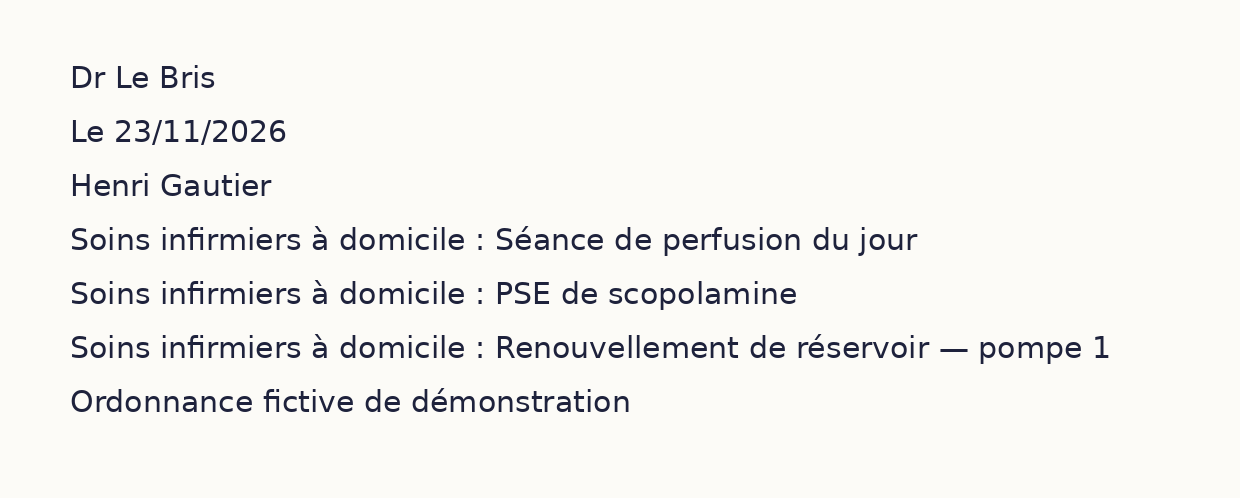 Dr Le Bris
Le 23/11/2026
Henri Gautier
Soins infirmiers à domicile : Séance de perfusion du jour
Soins infirmiers à domicile : PSE de scopolamine
Soins infirmiers à domicile : Renouvellement de réservoir — pompe 1
Ordonnance fictive de démonstration